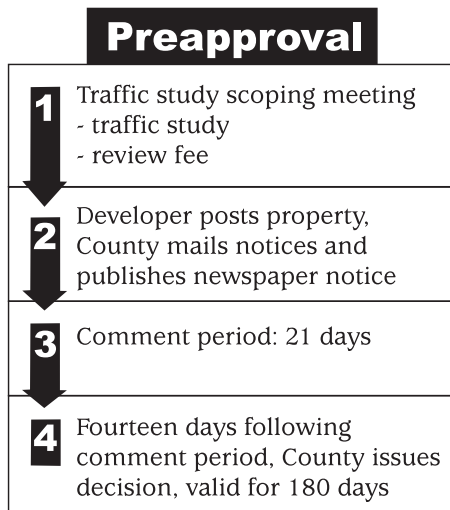 Preapproval
1
Traffic study scoping meeting
- traffic study
- review fee
2
Developer posts property,
County mails notices and
publishes newspaper notice
3
Comment period: 21 days
4
Fourteen days following
comment period, County issues
decision, valid for 180 days